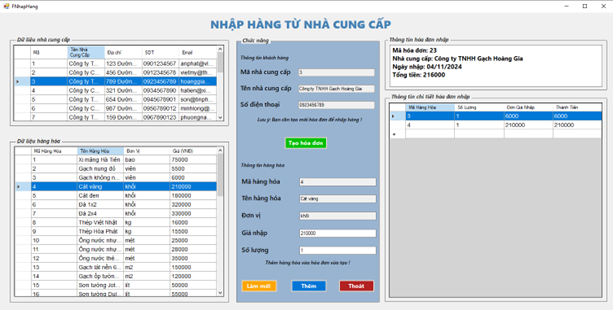 FNhapHang
NHẬP HÀNG TỪ NHÀ CUNG CẤP
Dữ liệu nhà cung cấp
Mã Tên Nhà Cung Cấp Địa chỉ SDT Email
1 Công ty T... 123 Đườn... 0901234567 anphat@vi...
2 Công ty T... 456 Đườn... 0912345678 vietmy@th...
3 Công ty T... 789 Đườn... 0923456789 hoanggia...
4 Công ty T... 321 Đườn... 0934567890
5 Công ty T... 654 Đườn... 0945678901
6 Công ty T... 987 Đườn... 0956789012 minhlong@...
7 Công ty T... 159 Đườn... 0967890123 phuongna...
Dữ liệu hàng hóa
Mã Hàng Hóa Tên Hàng Hóa Đơn Vị Giá (VNĐ)
1 Xi măng Hà Tiên bao 75000
2 Gạch nung đỏ viên 5500
3 Gạch không n... viên 6000
4 Cát vàng khối 210000
5 Cát đen khối 180000
6 Đá 1x2 khối 320000
7 Đá 2x4 khối 330000
8 Thép Việt Nhật kg 16000
9 Thép Hòa Phát kg 15500
10 Ống nước nhự... mét 25000
11 Ống nước nhự... mét 28000
12 Ống nước thé... mét 35000
13 Gạch lát nền 6... m2 150000
14 Gạch ốp tườn... m2 120000
15 Sơn tường Jot... lít 50000
16 Sơn tường Dul... lít 55000
Chức năng
Thông tin khách hàng
Mã nhà cung cấp 3
Tên nhà cung cấp Công ty TNHH Gạch Hoàng Gia
Số điện thoại 0923456789
Lưu ý: Bạn cần tạo mới hóa đơn để nhập hàng !
Tạo hóa đơn
Thông tin hàng hóa
Mã hàng hóa 4
Tên hàng hóa Cát vàng
Đơn vị khối
Giá nhập 210000
Số lượng 1
Thêm hàng hóa vào hóa đơn vừa tạo !
Làm mới Thêm Thoát
Thông tin hóa đơn nhập
Mã hóa đơn: 23
Nhà cung cấp: Công ty TNHH Gạch Hoàng Gia
Ngày nhập: 04/11/2024
Tổng tiền: 216000
Thông tin chi tiết hóa đơn nhập
Mã Hàng Hóa Số Lượng Đơn Giá Nhập Thành Tiền
3 1 6000 6000
4 1 210000 210000